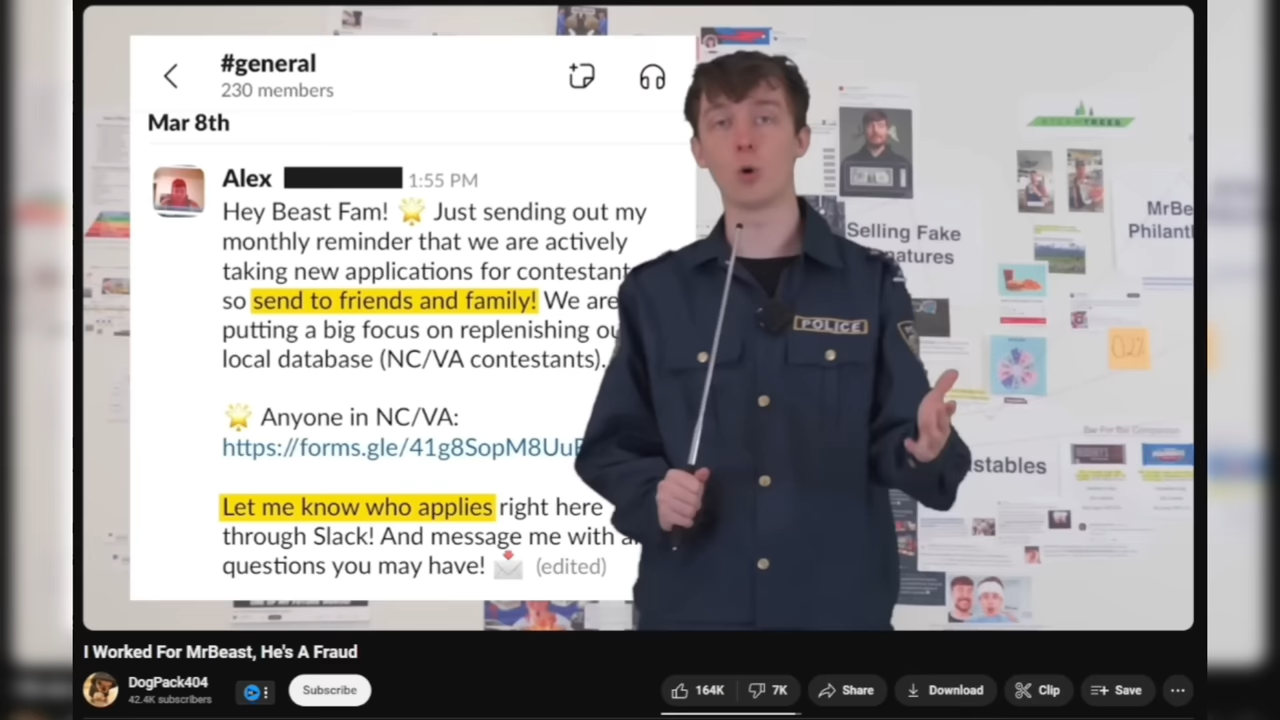 #general
230 members
Mar 8th
Alex 1:55 PM
Hey Beast Fam! 🌟 Just sending out my
monthly reminder that we are actively
taking new applications for contestant
so send to friends and family! We are
putting a big focus on replenishing ou
local database (NC/VA contestants).
🌟 Anyone in NC/VA:
https://forms.gle/41g8SopM8Uu
Let me know who applies right here
through Slack! And message me with a
questions you may have! 📩 (edited)
POLICE
Selling Fake
natures
MrBe
Philant
stables
I Worked For MrBeast, He's A Fraud
DogPack404
42.4K subscribers
Subscribe
164K
7K
Share
Download
Clip
Save